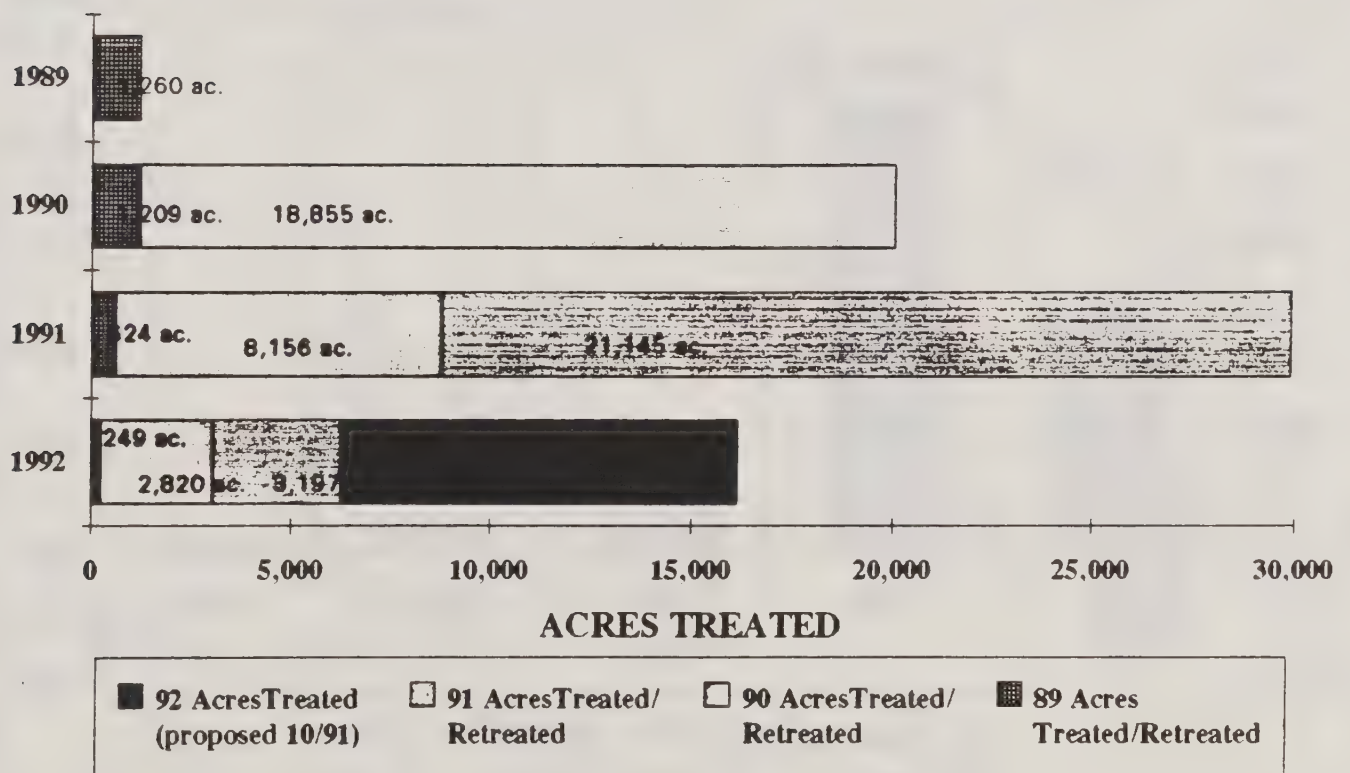 1989
260 ac.
1990
209 ac. 18,855 ac.
1991
24 ac. 8,156 ac. 21,145 ac.
1992
249 ac.
2,820 ac. 3,197
0 5,000 10,000 15,000 20,000 25,000 30,000
ACRES TREATED
92 AcresTreated 91 AcresTreated/ 90 AcresTreated/ 89 Acres
(proposed 10/91) Retreated Retreated Treated/Retreated